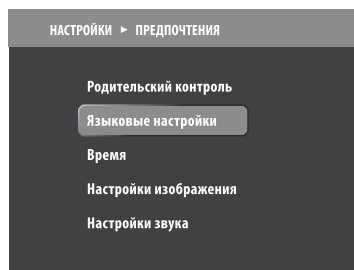 НАСТРОЙКИ ► ПРЕДПОЧТЕНИЯ
Родительский контроль
Языковые настройки
Время
Настройки изображения
Настройки звука